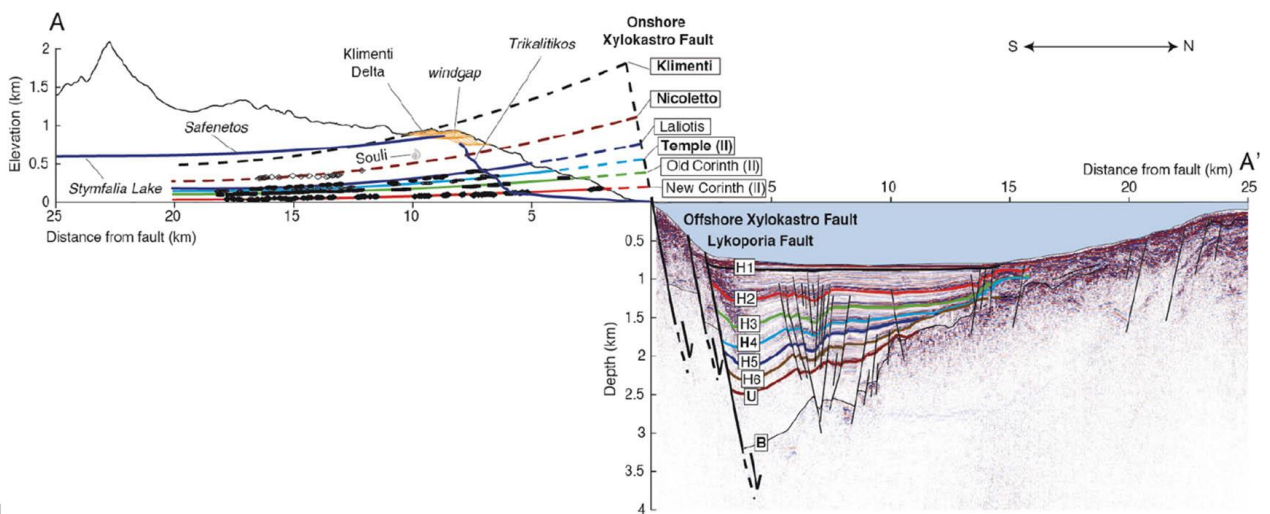 A
Onshore
Xylokastro Fault
S
N
2
1.5
1
0.5
0
Elevation (km)
Klimenti
Delta
windgap
Trikalitikos
Klimenti
Nicoletto
Laliotis
Temple (II)
Old Corinth (II)
New Corinth (II)
Safenetos
Souli
Stymfalia Lake
25
20
15
10
5
Distance from fault (km)
Distance from fault (km)
A'
5
10
15
20
25
Offshore Xylokastro Fault
Lykoporia Fault
0.5
1
1.5
2
2.5
3
3.5
4
Depth (km)
H1
H2
H3
H4
H5
H6
U
B